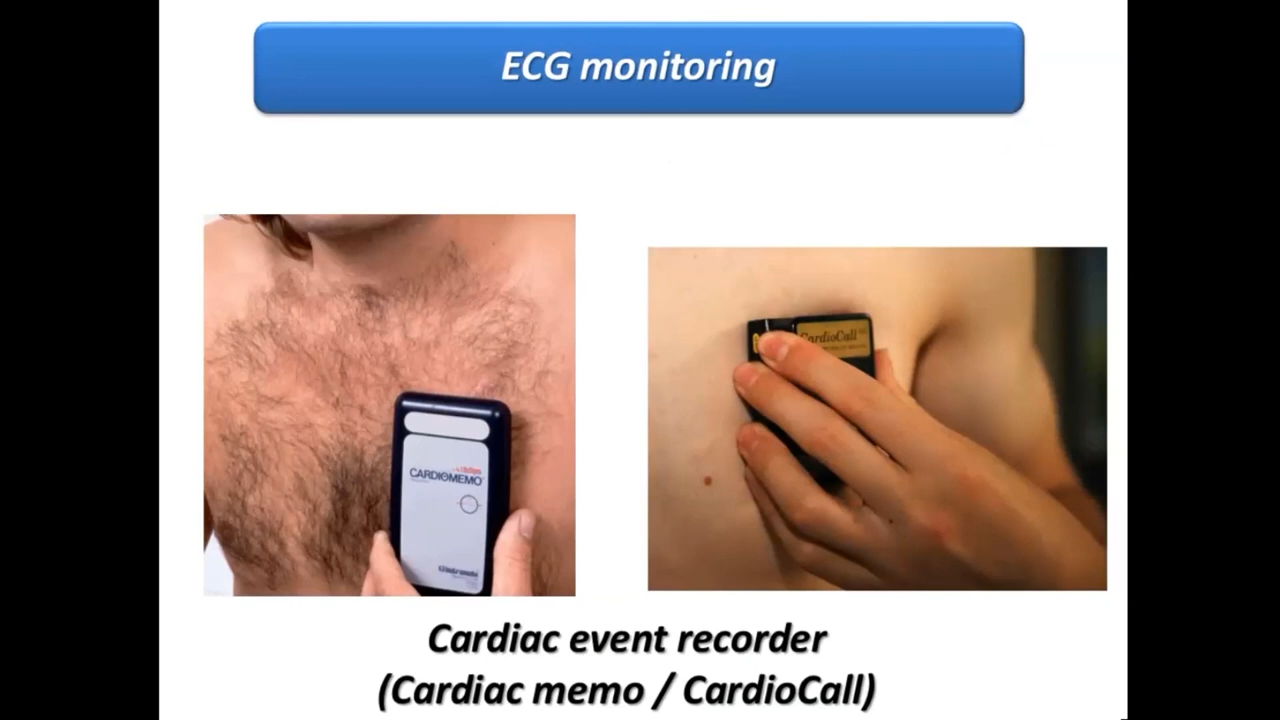 ECG monitoring
CARDIOMEMO
CardioCall
Cardiac event recorder
(Cardiac memo / CardioCall)